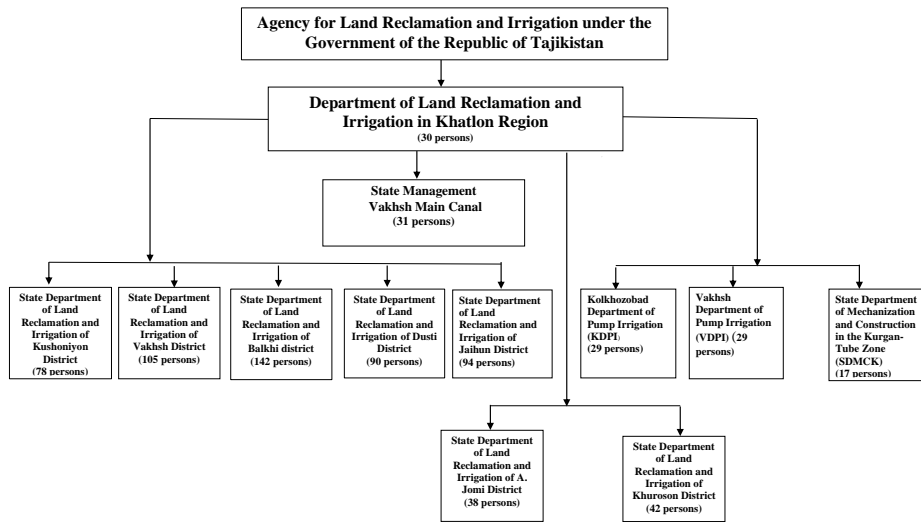 Agency for Land Reclamation and Irrigation under the
Government of the Republic of Tajikistan
Department of Land Reclamation and
Irrigation in Khatlon Region
(30 persons)
State Management
Vakhsh Main Canal
(31 persons)
State Department
of Land
Reclamation and
Irrigation of
Kushoniyon
District
(78 persons)
State Department
of Land
Reclamation and
Irrigation of
Vakhsh District
(105 persons)
State Department
of Land
Reclamation and
Irrigation of
Balkhi district
(142 persons)
State Department
of Land
Reclamation and
Irrigation of Dusti
District
(90 persons)
State Department
of Land
Reclamation and
Irrigation of
Jaihun District
(94 persons)
Kolkhozobad
Department of
Pump Irrigation
(KDPI)
(29 persons)
Vakhsh
Department of
Pump Irrigation
(VDPI) (29
persons)
State Department
of Mechanization
and Construction
in the Kurgan-
Tube Zone
(SDMCK)
(17 persons)
State Department
of Land
Reclamation and
Irrigation of A.
Jomi District
(38 persons)
State Department
of Land
Reclamation and
Irrigation of
Khuroson District
(42 persons)